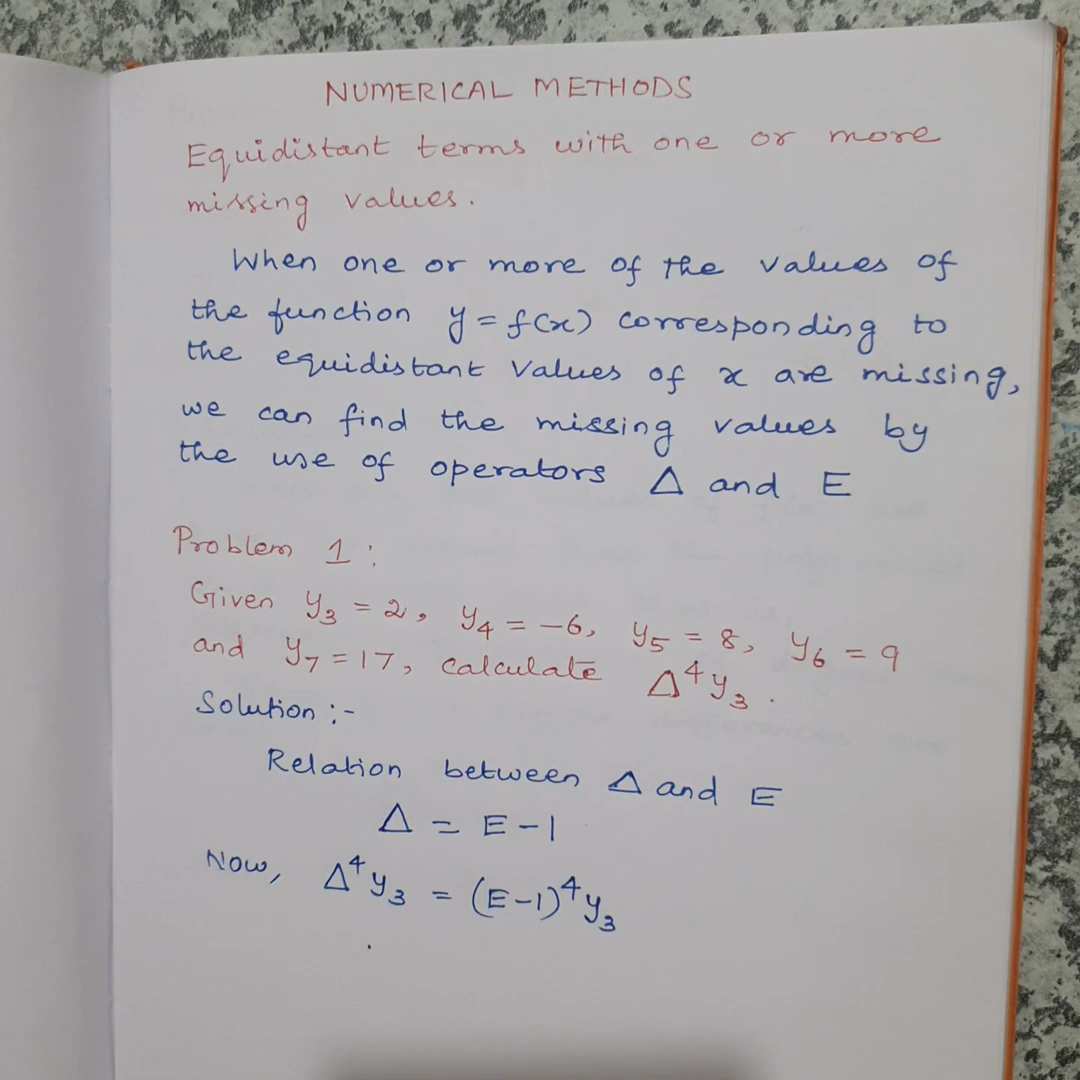 NUMERICAL METHODS
Equidistant terms with one or more
missing values.
When one or more of the values of
the function y = f(x) corresponding to
the equidistant values of x are missing,
we can find the missing values by
the use of operators Δ and E
Problem 1:
Given y₃ = 2, y₄ = -6, y₅ = 8, y₆ = 9
and y₇ = 17, calculate Δ⁴y₃.
Solution :-
Relation between Δ and E
Δ = E - 1
Now, Δ⁴y₃ = (E-1)⁴y₃